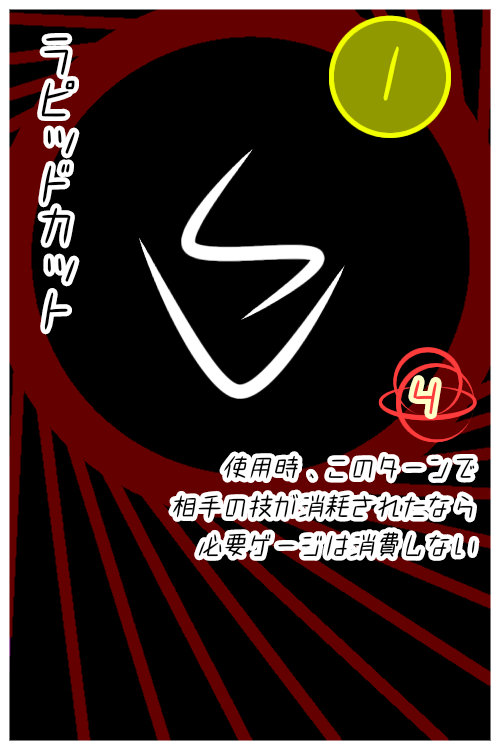 ラピッドカット
1
4
使用時、このターンで
相手の技が消耗されたなら
必要ゲージは消費しない